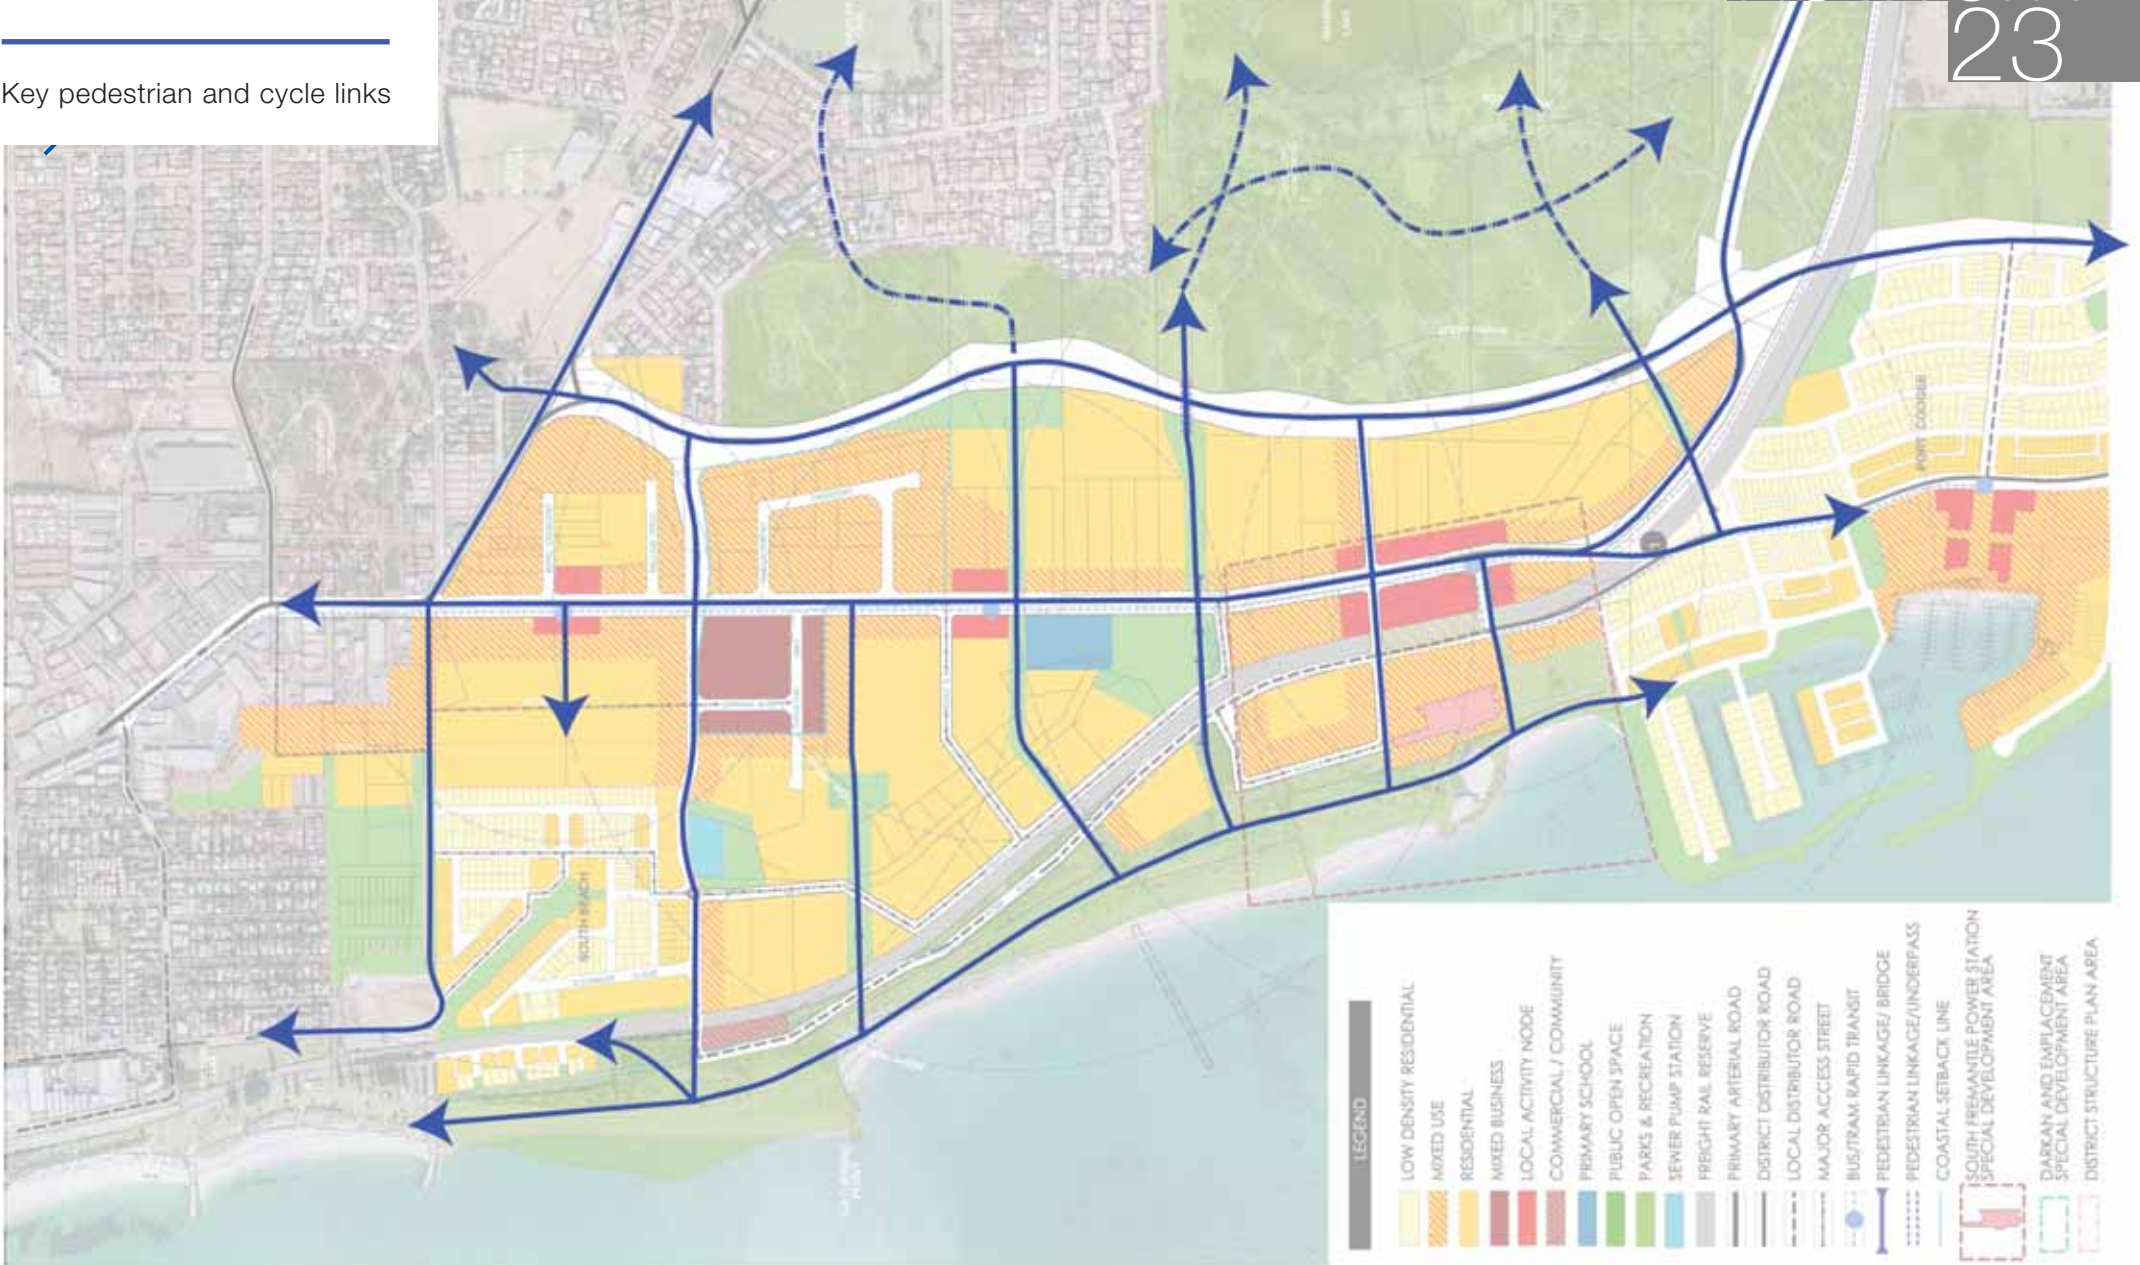 23
Key pedestrian and cycle links
PORT COOGEE
SOUTH BEACH
LEGEND
LOW DENSITY RESIDENTIAL
MIXED USE
RESIDENTIAL
MIXED BUSINESS
LOCAL ACTIVITY NODE
COMMERCIAL / COMMUNITY
PRIMARY SCHOOL
PUBLIC OPEN SPACE
PARKS & RECREATION
SEWER PUMP STATION
FREIGHT RAIL RESERVE
PRIMARY ARTERIAL ROAD
DISTRICT DISTRIBUTOR ROAD
LOCAL DISTRIBUTOR ROAD
MAJOR ACCESS STREET
BUS/TRAM RAPID TRANSIT
PEDESTRIAN LINKAGE/ BRIDGE
PEDESTRIAN LINKAGE/UNDERPASS
COASTAL SETBACK LINE
SOUTH FREMANTLE POWER STATION
SPECIAL DEVELOPMENT AREA
DARKAN AND EMPLACEMENT
SPECIAL DEVELOPMENT AREA
DISTRICT STRUCTURE PLAN AREA